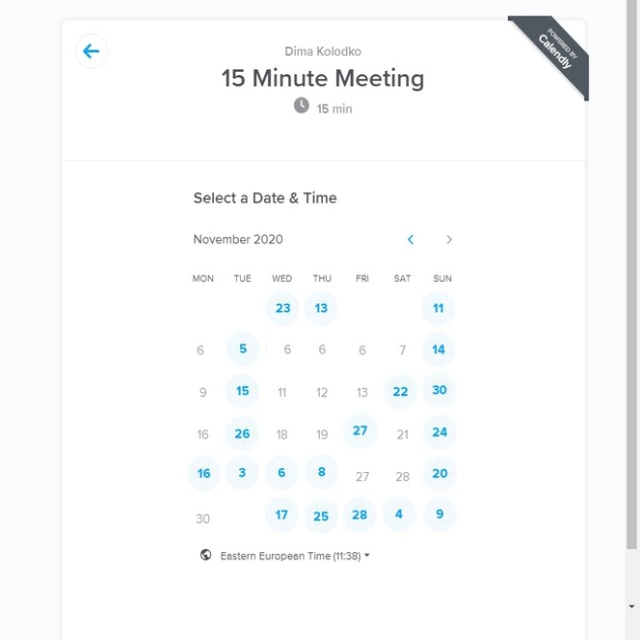 POWERED BY
Calendly
Dima Kolodko
15 Minute Meeting
15 min
Select a Date & Time
November 2020
MON TUE WED THU FRI SAT SUN
23 13 11
6 5 6 6 6 7 14
9 15 11 12 13 22 30
16 26 18 19 27 21 24
16 3 6 8 27 28 20
30 17 25 28 4 9
Eastern European Time (11:38)